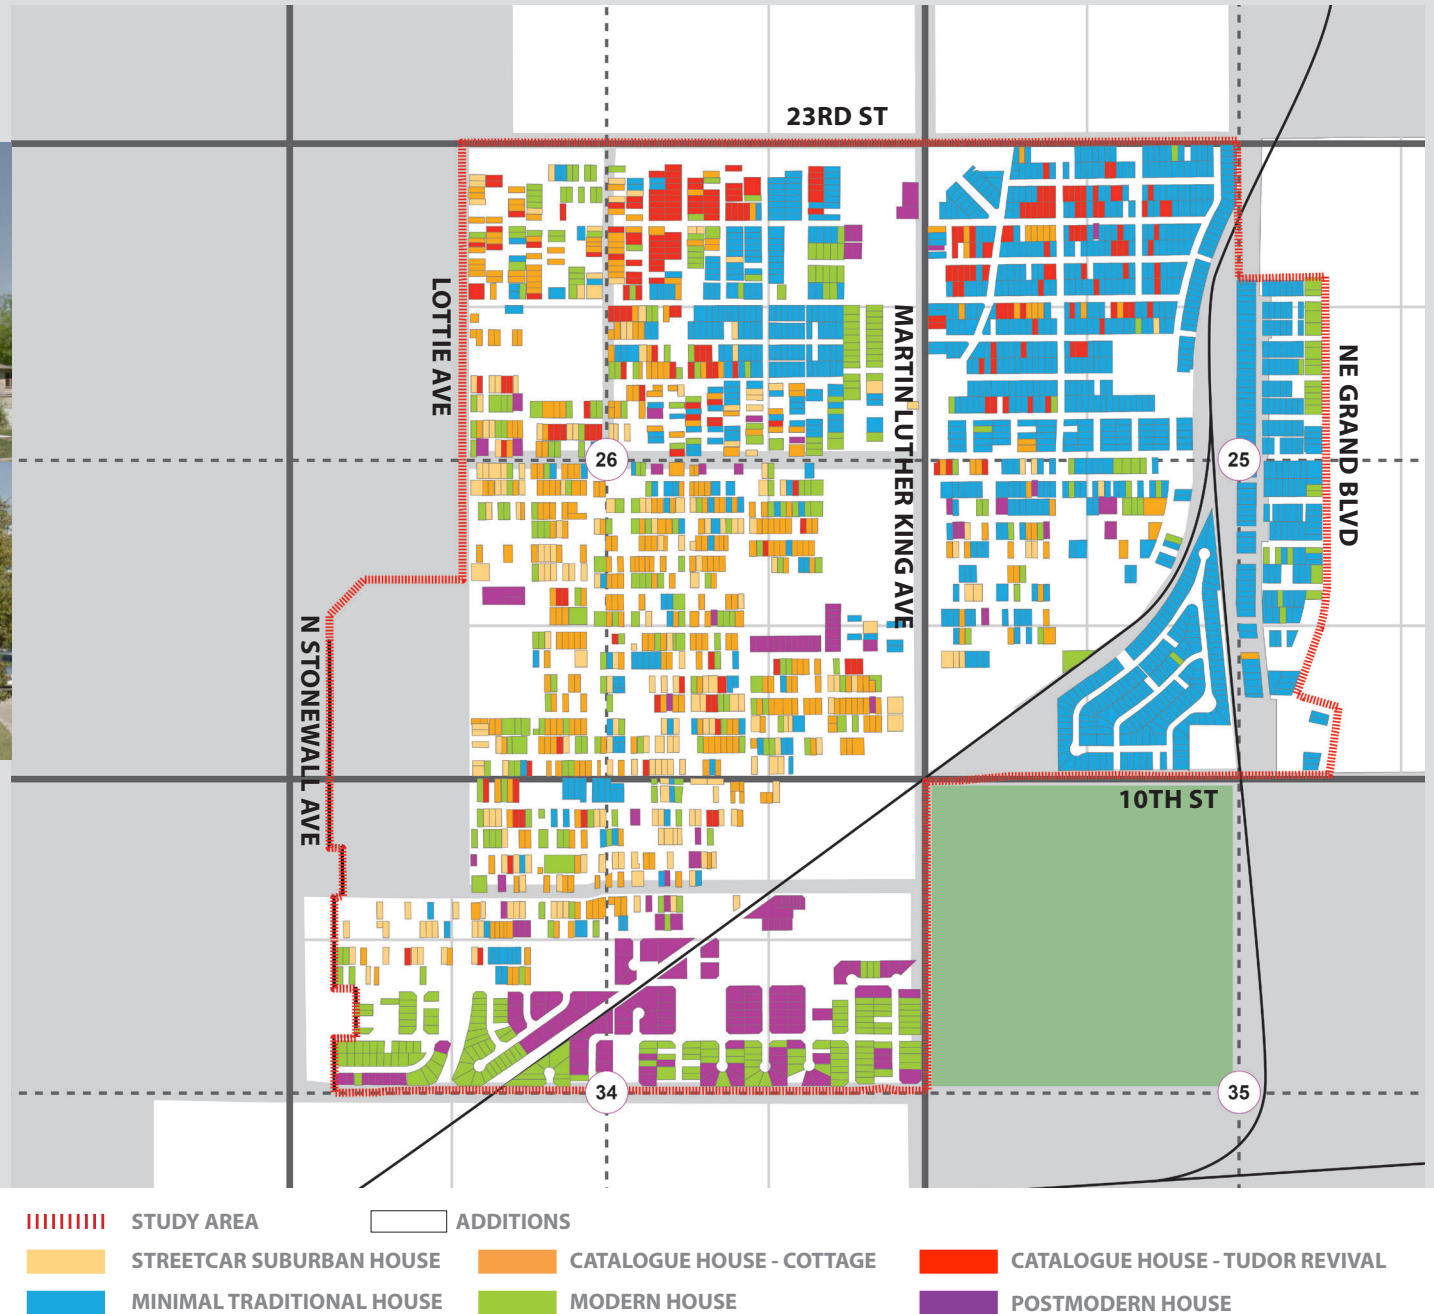 23RD ST
LOTTIE AVE
MARTIN LUTHER KING AVE
NE GRAND BLVD
26
25
N STONEWALL AVE
10TH ST
34
35
STUDY AREA
ADDITIONS
STREETCAR SUBURBAN HOUSE
CATALOGUE HOUSE - COTTAGE
CATALOGUE HOUSE - TUDOR REVIVAL
MINIMAL TRADITIONAL HOUSE
MODERN HOUSE
POSTMODERN HOUSE